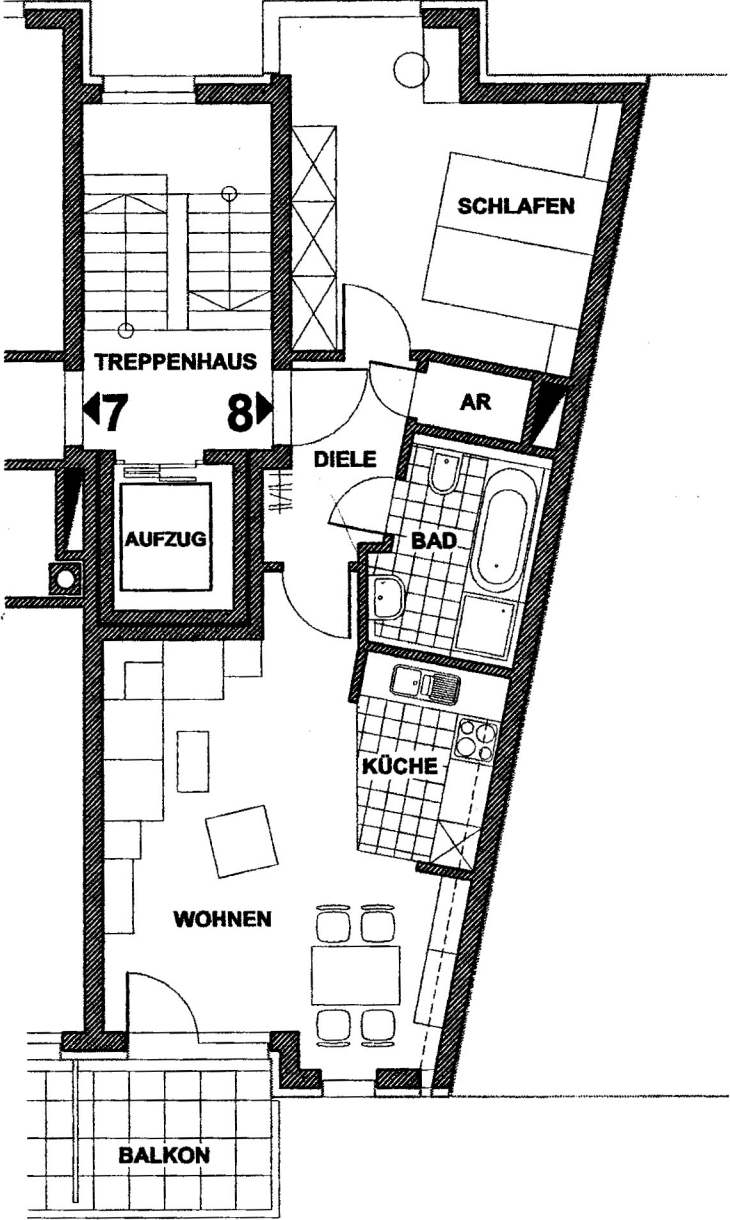 SCHLAFEN
TREPPENHAUS
7
8
AR
DIELE
AUFZUG
BAD
KÜCHE
WOHNEN
BALKON